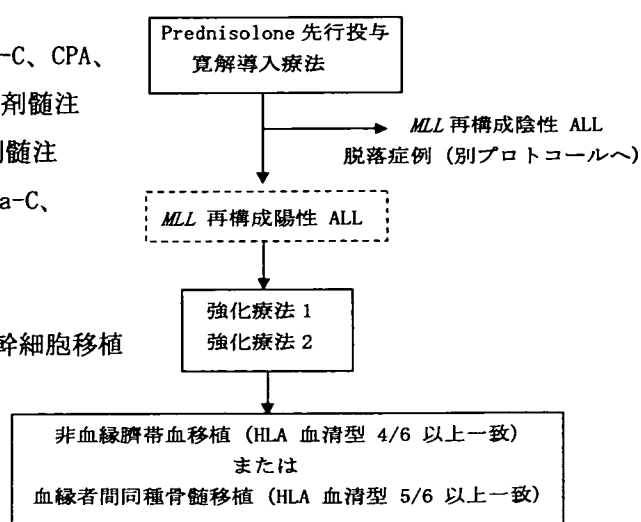 -C、CPA、
剤髄注
剤髄注
a-C、
幹細胞移植
Prednisolone 先行投与
寛解導入療法
MLL 再構成陰性 ALL
脱落症例 (別プロトコールへ)
MLL 再構成陽性 ALL
強化療法 1
強化療法 2
非血縁臍帯血移植 (HLA 血清型 4/6 以上一致)
または
血縁者間同種骨髄移植 (HLA 血清型 5/6 以上一致)